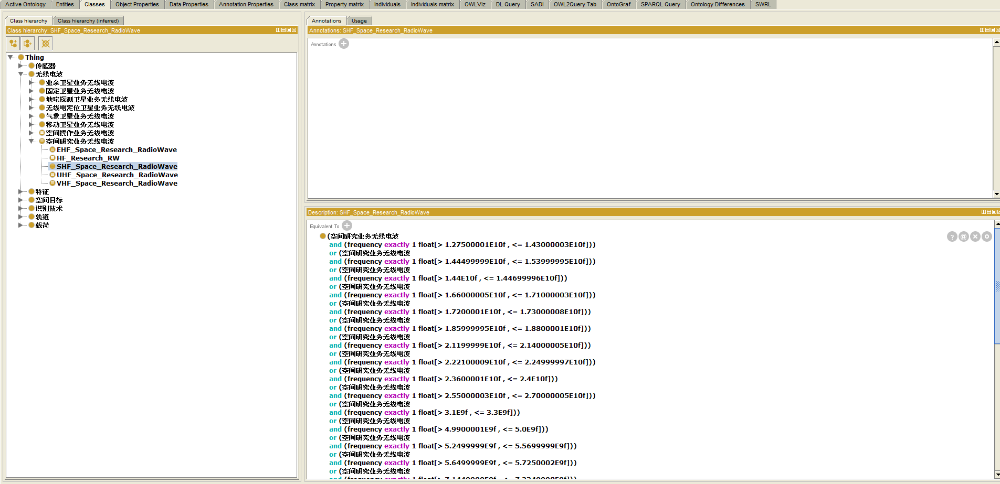 Active Ontology Entities Classes Object Properties Data Properties Annotation Properties Class matrix Property matrix Individuals Individuals matrix OWLViz DL Query SADI OWL2Query Tab OntoGraf SPARQL Query Ontology Differences SWRL
Class hierarchy Class hierarchy (inferred)
Class hierarchy: SHF_Space_Research_RadioWave
Thing
传感器
无线电波
业余卫星业务无线电波
固定卫星业务无线电波
地球探测卫星业务无线电波
无线电定位卫星业务无线电波
气象卫星业务无线电波
移动卫星业务无线电波
空间操作业务无线电波
空间研究业务无线电波
EHF_Space_Research_RadioWave
HF_Research_RW
SHF_Space_Research_RadioWave
UHF_Space_Research_RadioWave
VHF_Space_Research_RadioWave
特征
空间目标
识别技术
轨道
载荷
Annotations Usage
Annotations: SHF_Space_Research_RadioWave
Annotations
Description: SHF_Space_Research_RadioWave
Equivalent To
(空间研究业务无线电波
and (frequency exactly 1 float[> 1.27500001E10f , <= 1.43000003E10f]))
or (空间研究业务无线电波
and (frequency exactly 1 float[> 1.44499999E10f , <= 1.53999995E10f]))
or (空间研究业务无线电波
and (frequency exactly 1 float[> 1.44E10f , <= 1.44699996E10f]))
or (空间研究业务无线电波
and (frequency exactly 1 float[> 1.66000005E10f , <= 1.71000003E10f]))
or (空间研究业务无线电波
and (frequency exactly 1 float[> 1.7200001E10f , <= 1.73000008E10f]))
or (空间研究业务无线电波
and (frequency exactly 1 float[> 1.85999995E10f , <= 1.8800001E10f]))
or (空间研究业务无线电波
and (frequency exactly 1 float[> 2.1199999E10f , <= 2.14000005E10f]))
or (空间研究业务无线电波
and (frequency exactly 1 float[> 2.22100009E10f , <= 2.24999997E10f]))
or (空间研究业务无线电波
and (frequency exactly 1 float[> 2.3600001E10f , <= 2.4E10f]))
or (空间研究业务无线电波
and (frequency exactly 1 float[> 2.55000003E10f , <= 2.70000005E10f]))
or (空间研究业务无线电波
and (frequency exactly 1 float[> 3.1E9f , <= 3.3E9f]))
or (空间研究业务无线电波
and (frequency exactly 1 float[> 4.9900001E9f , <= 5.0E9f]))
or (空间研究业务无线电波
and (frequency exactly 1 float[> 5.2499999E9f , <= 5.5699999E9f]))
or (空间研究业务无线电波
and (frequency exactly 1 float[> 5.6499999E9f , <= 5.7250002E9f]))
or (空间研究业务无线电波